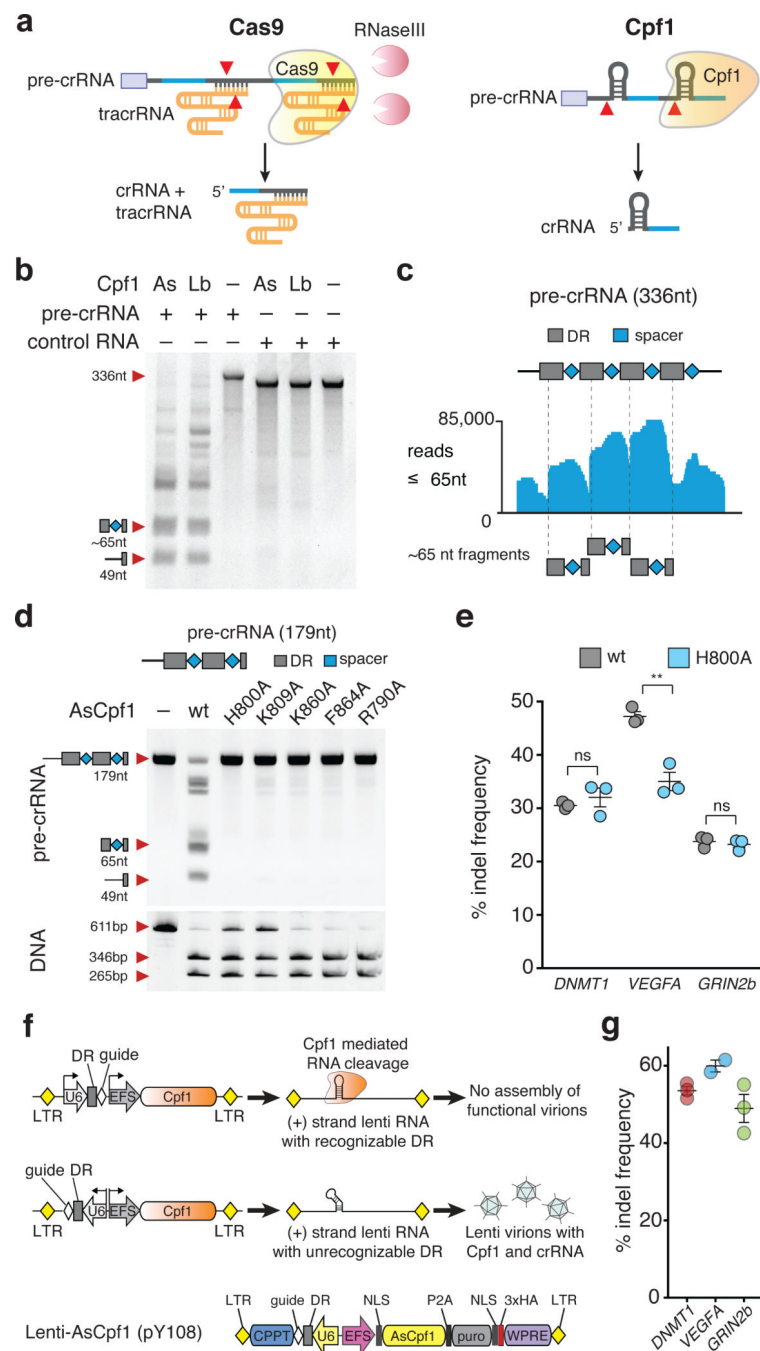 a
Cas9
RNaseIII
Cpf1
pre-crRNA
Cas9
tracrRNA
crRNA +
tracrRNA
5’
pre-crRNA
Cpf1
crRNA
5’
b
Cpf1 As Lb – As Lb –
pre-crRNA + + + – – –
control RNA – – – + + +
336nt
~65nt
49nt
c
pre-crRNA (336nt)
DR spacer
85,000
reads
≤ 65nt
0
~65 nt fragments
d
pre-crRNA (179nt)
DR spacer
AsCpf1 – wt H800A K809A K860A F864A R790A
pre-crRNA
179nt
65nt
49nt
DNA
611bp
346bp
265bp
e
wt H800A
% indel frequency
50
40
30
20
10
0
ns
**
ns
DNMT1 VEGFA GRIN2b
f
DR guide
U6 EFS Cpf1
LTR LTR
Cpf1 mediated
RNA cleavage
(+) strand lenti RNA
with recognizable DR
No assembly of
functional virions
guide DR
U6 EFS Cpf1
LTR LTR
(+) strand lenti RNA
with unrecognizable DR
Lenti virions with
Cpf1 and crRNA
Lenti-AsCpf1 (pY108)
LTR guide DR NLS P2A NLS 3xHA LTR
CPPT U6 EFS AsCpf1 puro WPRE
g
% indel frequency
60
40
20
0
DNMT1 VEGFA GRIN2b